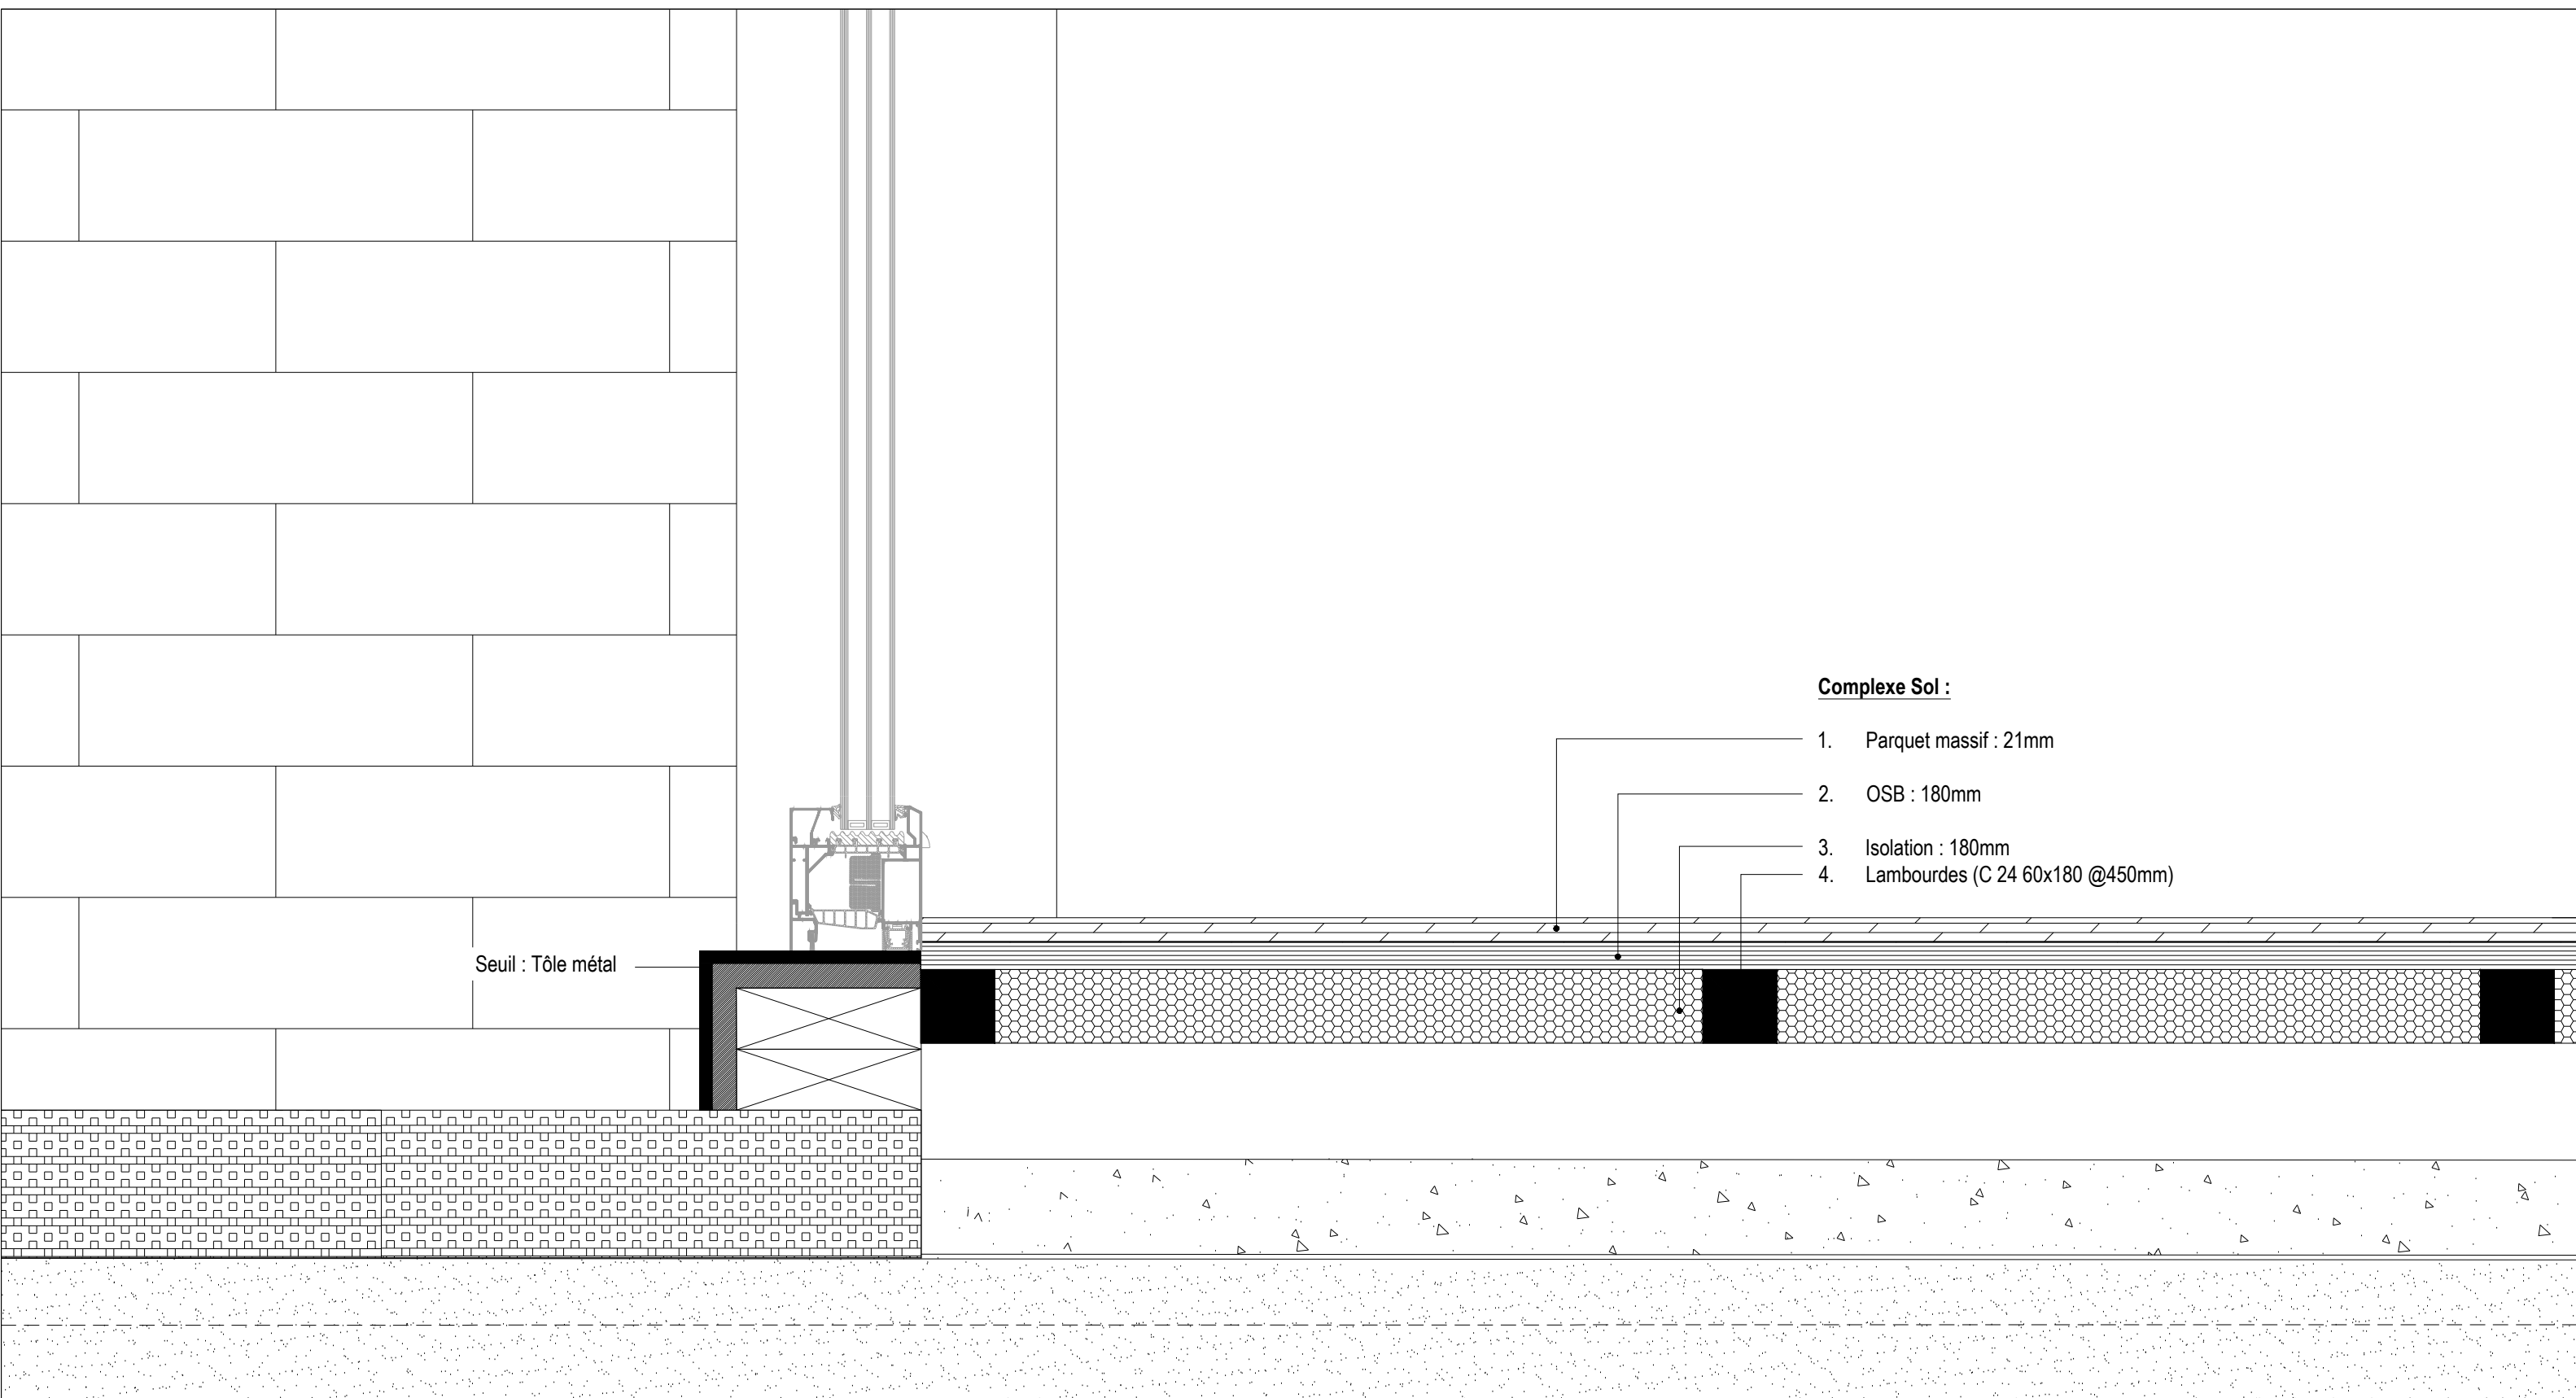 Complexe Sol :
1. Parquet massif : 21mm
2. OSB : 180mm
3. Isolation : 180mm
4. Lambourdes (C 24 60x180 @450mm)
Seuil : Tôle métal